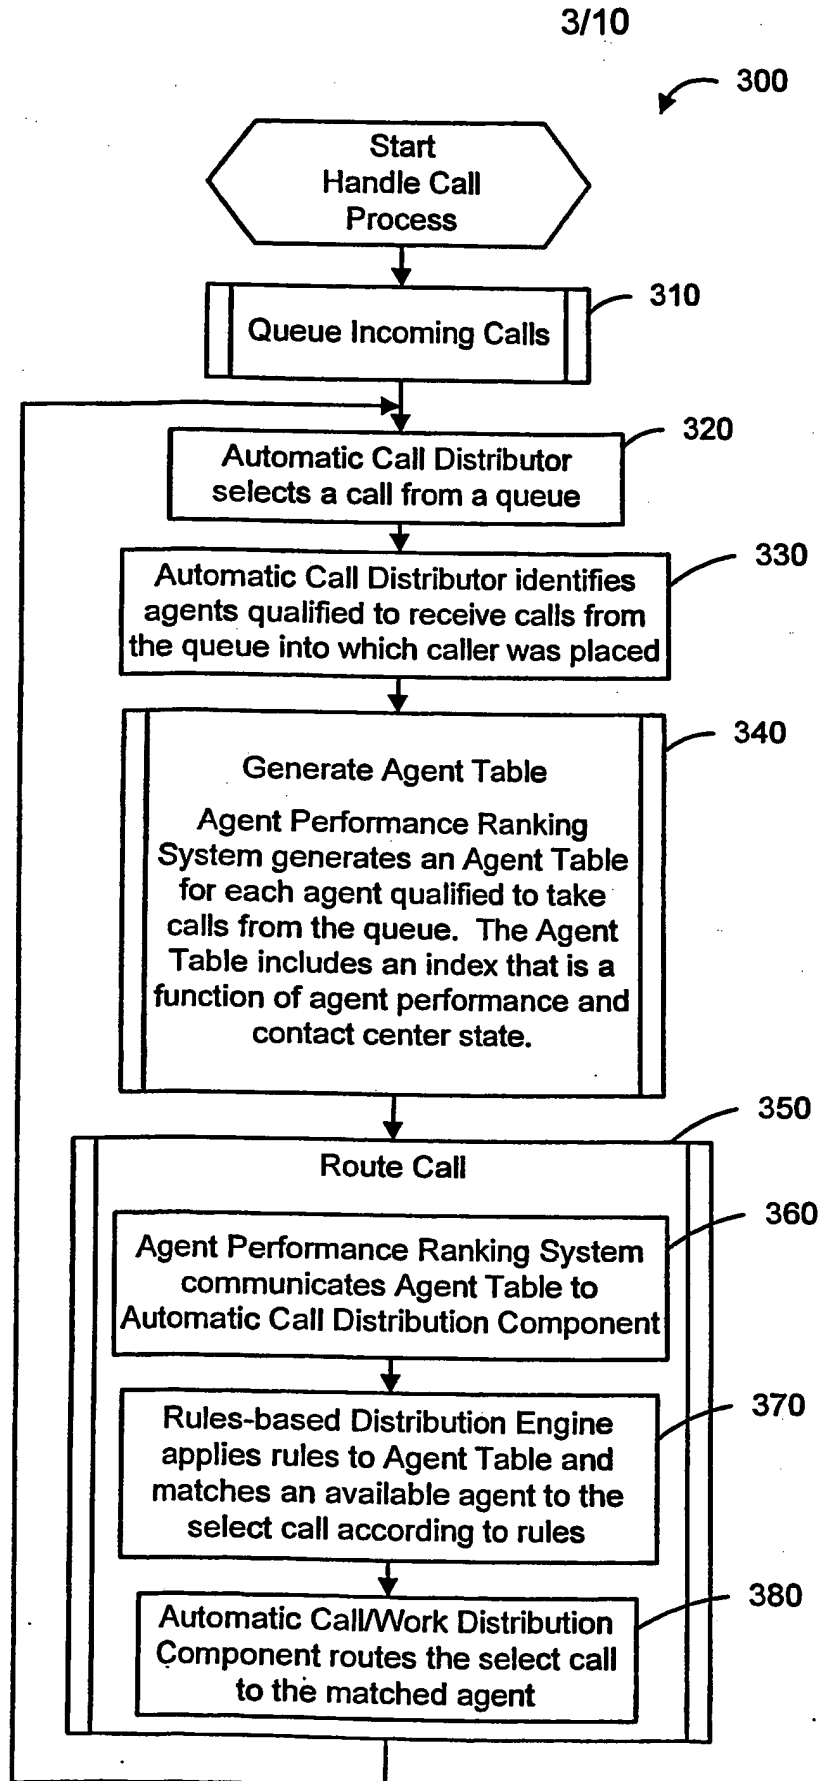 3/10
300
Start
Handle Call
Process
310
Queue Incoming Calls
320
Automatic Call Distributor
selects a call from a queue
330
Automatic Call Distributor identifies
agents qualified to receive calls from
the queue into which caller was placed
340
Generate Agent Table
Agent Performance Ranking
System generates an Agent Table
for each agent qualified to take
calls from the queue. The Agent
Table includes an index that is a
function of agent performance and
contact center state.
350
Route Call
360
Agent Performance Ranking System
communicates Agent Table to
Automatic Call Distribution Component
370
Rules-based Distribution Engine
applies rules to Agent Table and
matches an available agent to the
select call according to rules
380
Automatic Call/Work Distribution
Component routes the select call
to the matched agent